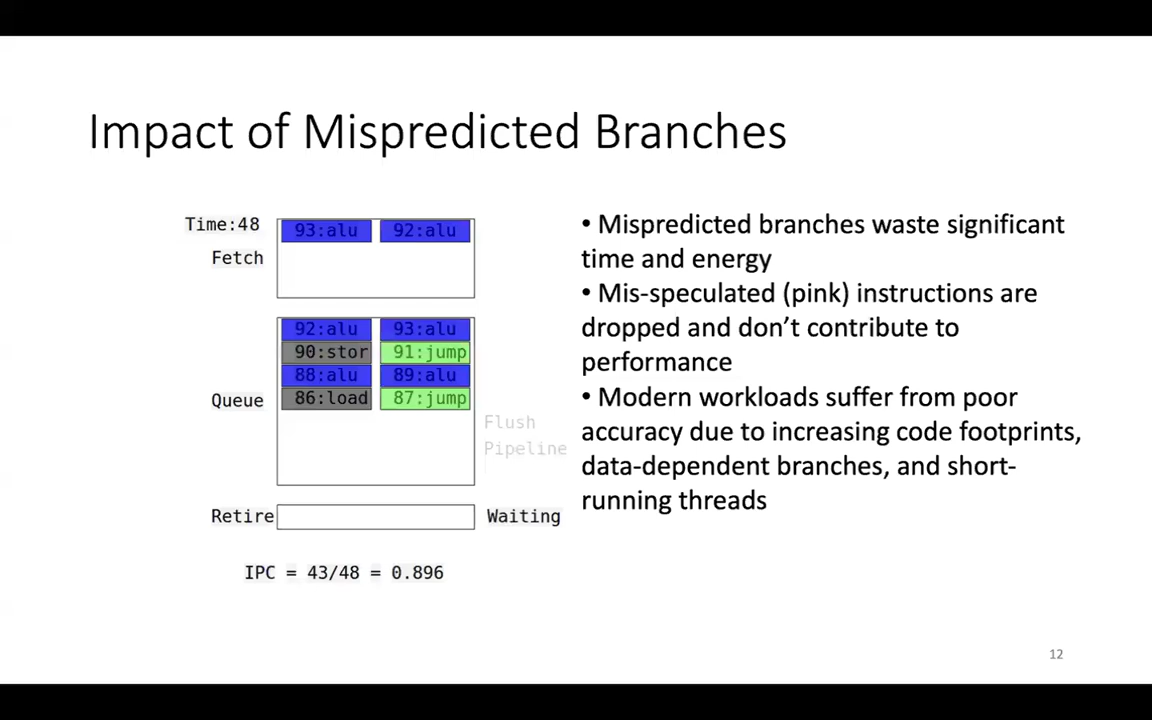 Impact of Mispredicted Branches
Time:48
93:alu 92:alu
Fetch
92:alu 93:alu
90:stor 91:jump
88:alu 89:alu
Queue
86:load 87:jump
Flush
Pipeline
Retire
Waiting
IPC = 43/48 = 0.896
• Mispredicted branches waste significant
time and energy
• Mis-speculated (pink) instructions are
dropped and don’t contribute to
performance
• Modern workloads suffer from poor
accuracy due to increasing code footprints,
data-dependent branches, and short-
running threads
12